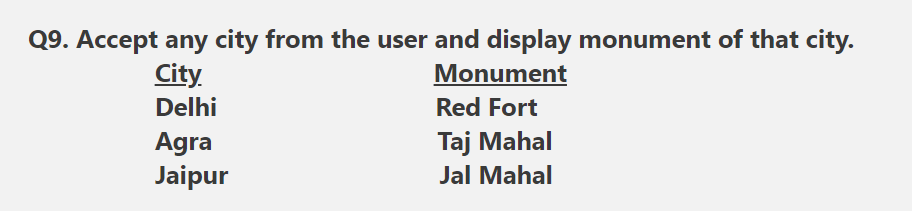 Q9. Accept any city from the user and display monument of that city.
City Monument
Delhi Red Fort
Agra Taj Mahal
Jaipur Jal Mahal